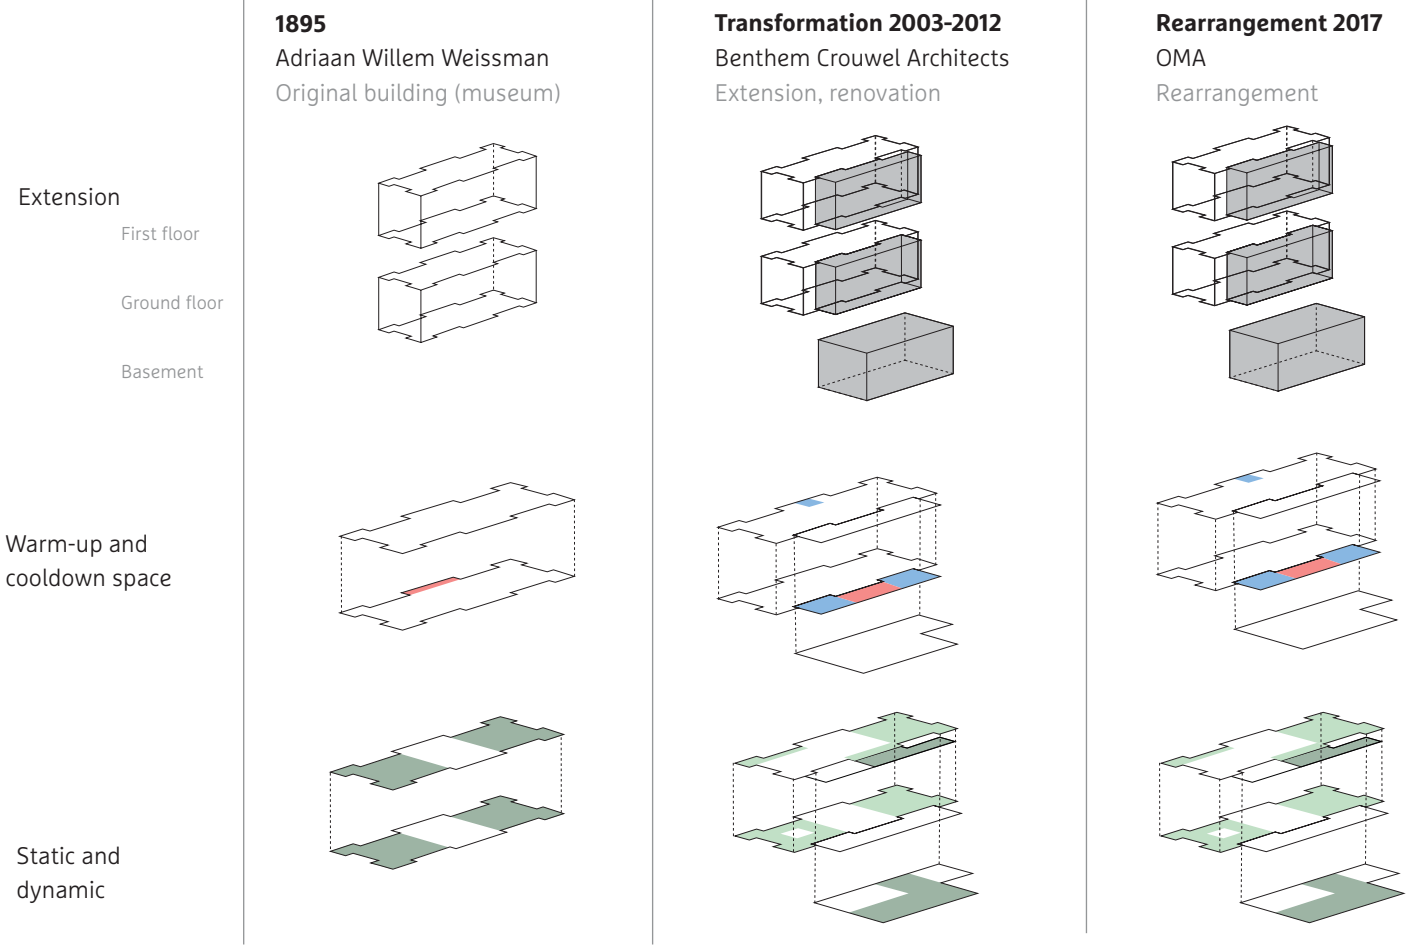 1895
Adriaan Willem Weissman
Original building (museum)
Transformation 2003-2012
Benthem Crouwel Architects
Extension, renovation
Rearrangement 2017
OMA
Rearrangement
Extension
First floor
Ground floor
Basement
Warm-up and
cooldown space
Static and
dynamic